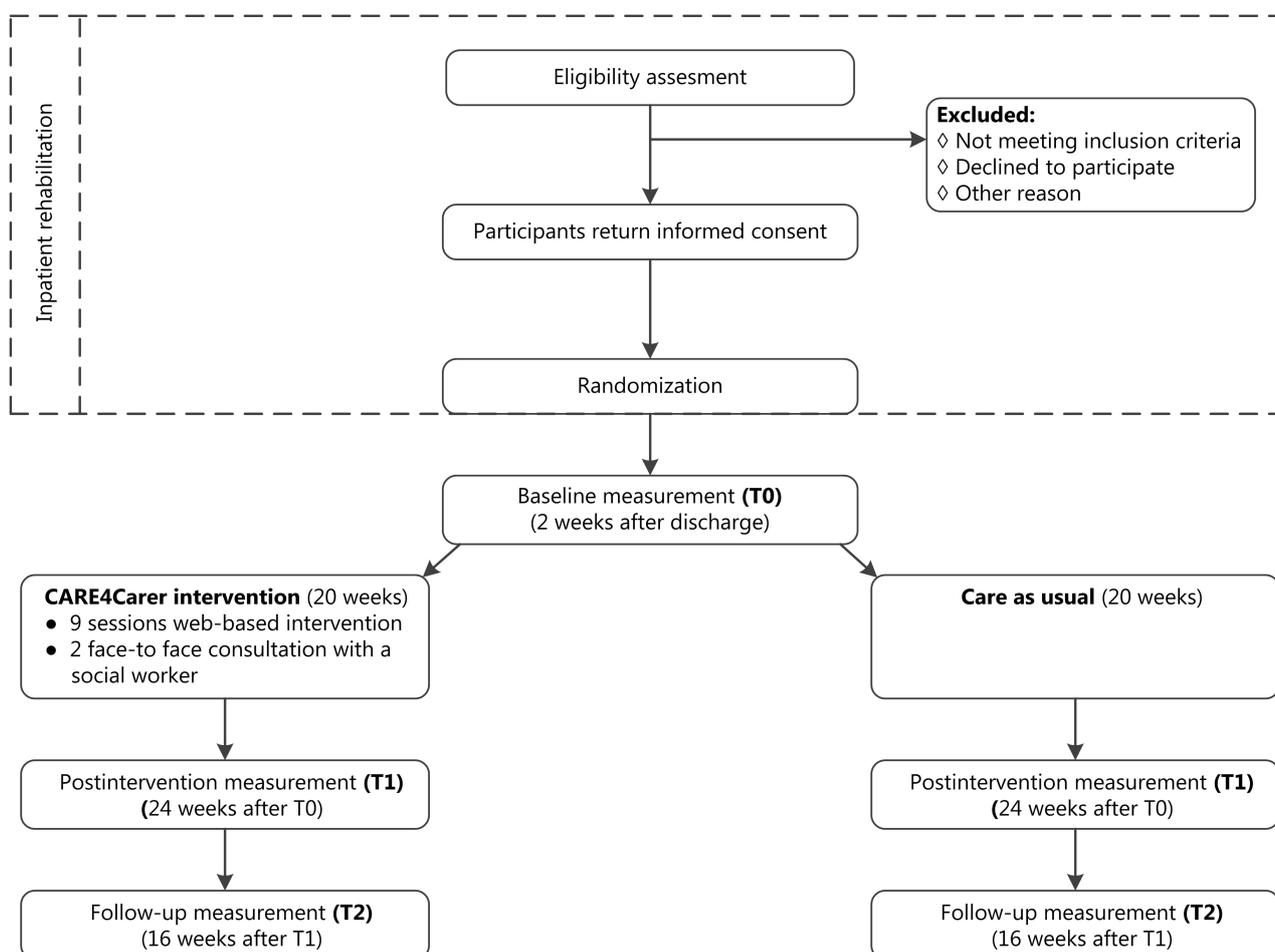 Inpatient rehabilitation
Eligibility assesment
Excluded:
◊ Not meeting inclusion criteria
◊ Declined to participate
◊ Other reason
Participants return informed consent
Randomization
Baseline measurement (T0)
(2 weeks after discharge)
CARE4Carer intervention (20 weeks)
● 9 sessions web-based intervention
● 2 face-to face consultation with a
social worker
Care as usual (20 weeks)
Postintervention measurement (T1)
(24 weeks after T0)
Postintervention measurement (T1)
(24 weeks after T0)
Follow-up measurement (T2)
(16 weeks after T1)
Follow-up measurement (T2)
(16 weeks after T1)